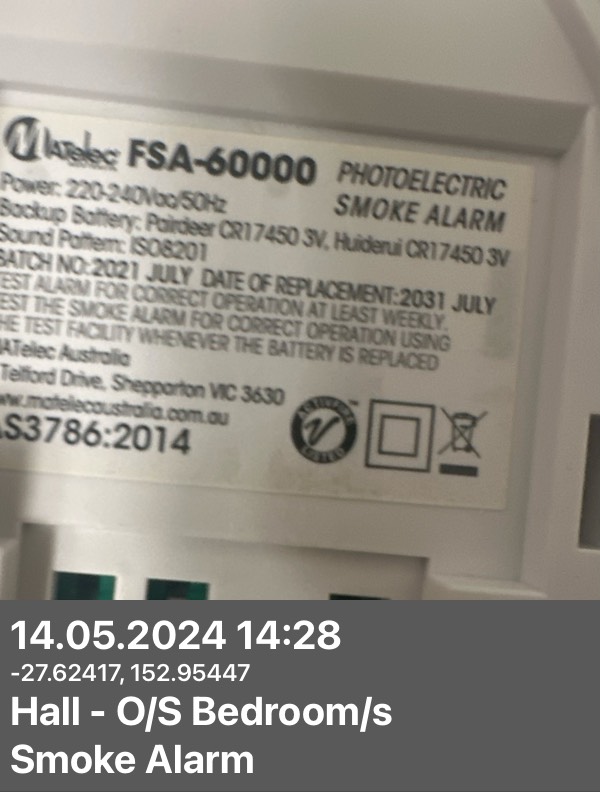 MATelec FSA-60000 PHOTOELECTRIC
SMOKE ALARM
Power: 220-240Vac/50Hz
Backup Battery: Pairdeer CR17450 3V, Huiderui CR17450 3V
Sound Pattern: ISO8201
BATCH NO:2021 JULY DATE OF REPLACEMENT:2031 JULY
TEST ALARM FOR CORRECT OPERATION AT LEAST WEEKLY.
TEST THE SMOKE ALARM FOR CORRECT OPERATION USING
THE TEST FACILITY WHENEVER THE BATTERY IS REPLACED
MATelec Australia
Telford Drive, Shepparton VIC 3630
www.matelecaustralia.com.au
AS3786:2014
LISTED
14.05.2024 14:28
-27.62417, 152.95447
Hall - O/S Bedroom/s
Smoke Alarm